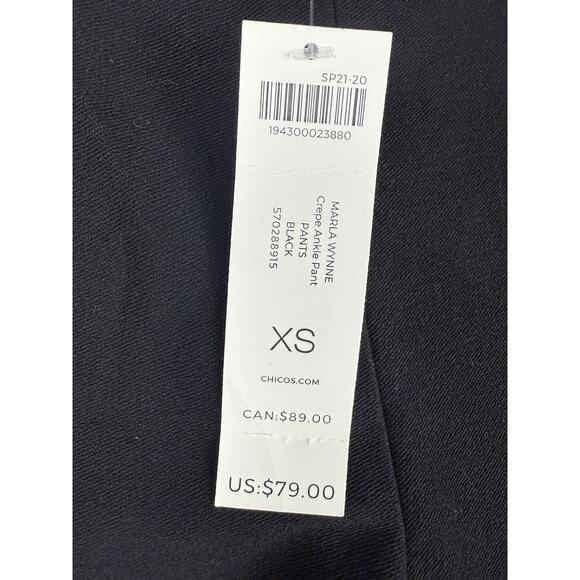 SP21-20
194300023880
MARLA WYNNE
Crepe Ankle Pant
PANTS
BLACK
570288915
XS
CHICOS.COM
CAN:$89.00
US:$79.00